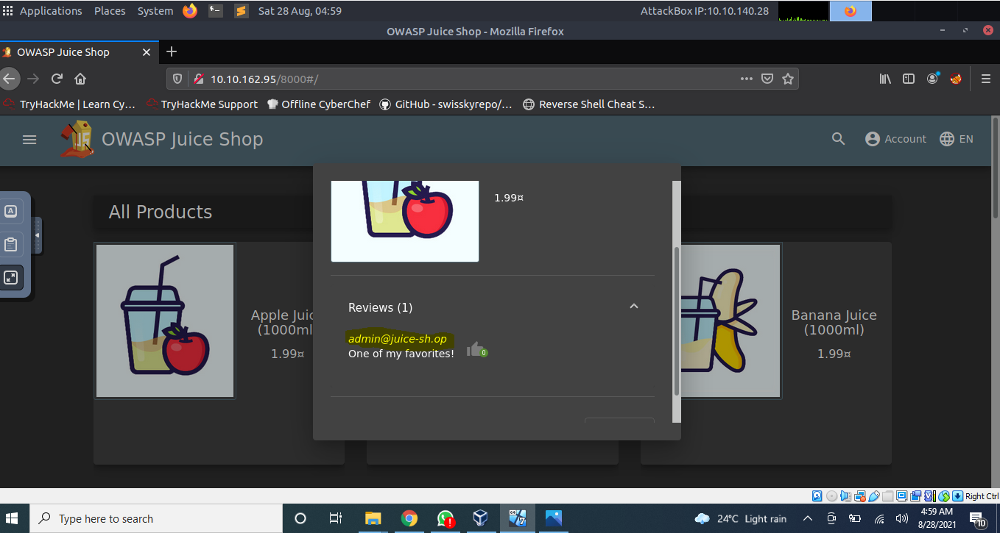 Applications Places System Sat 28 Aug, 04:59 AttackBox IP:10.10.140.28
OWASP Juice Shop - Mozilla Firefox
OWASP Juice Shop
10.10.162.95/8000#/
TryHackMe | Learn Cy… TryHackMe Support Offline CyberChef GitHub - swisskyrepo/… Reverse Shell Cheat S…
OWASP Juice Shop Account EN
All Products
1.99¤
Apple Juic
(1000ml
1.99¤
Reviews (1)
admin@juice-sh.op
One of my favorites!
0
Banana Juice
(1000ml)
1.99¤
Right Ctrl
Type here to search
24°C Light rain
4:59 AM
8/28/2021
10